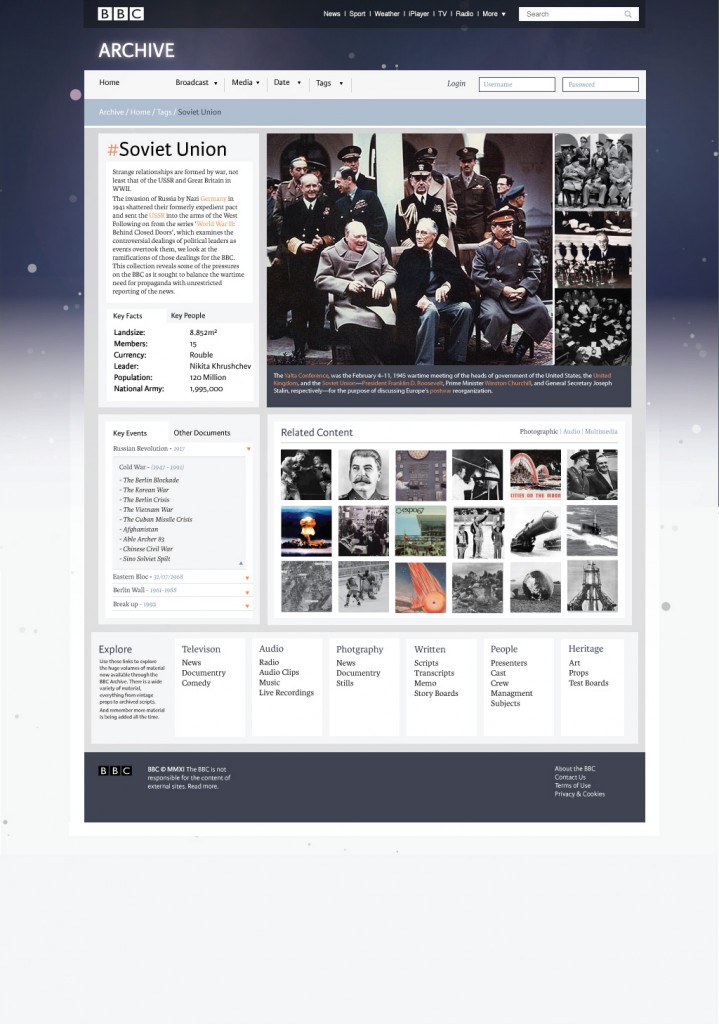 BBC
News | Sport | Weather | iPlayer | TV | Radio | More ▼
Search
ARCHIVE
Home
Broadcast ▼
Media ▼
Date ▼
Tags ▼
Login
Username
Password
Archive / Home / Tags / Soviet Union
#Soviet Union
Strange relationships are formed by war, not
least that of the USSR and Great Britain in
WWII.
The invasion of Russia by Nazi Germany in
1941 shattered their formerly expedient pact
and sent the USSR into the arms of the West
Following on from the series 'World War II:
Behind Closed Doors', which examines the
controversial dealings of political leaders as
events overtook them, we look at the
ramifications of those dealings for the BBC.
This collection reveals some of the pressures
on the BBC as it sought to balance the wartime
need for propaganda with unrestricted
reporting of the news.
Key Facts
Key People
Landsize: 8.852m²
Members: 15
Currency: Rouble
Leader: Nikita Khrushchev
Population: 120 Million
National Army: 1,995,000
The Yalta Conference, was the February 4–11, 1945 wartime meeting of the heads of government of the United States, the United
Kingdom, and the Soviet Union—President Franklin D. Roosevelt, Prime Minister Winston Churchill, and General Secretary Joseph
Stalin, respectively—for the purpose of discussing Europe's postwar reorganization.
Key Events
Other Documents
Russian Revolution - 1917
Cold War - (1947 - 1991)
- The Berlin Blockade
- The Korean War
- The Berlin Crisis
- The Vietnam War
- The Cuban Missile Crisis
- Afghanistan
- Able Archer 83
- Chinese Civil War
- Sino Solviet Spilt
Eastern Bloc - 31/07/1968
Berlin Wall - 1961-1988
Break up - 1992
Related Content
Photographic | Audio | Multimedia
CITIES ON THE MOON
expo67
Explore
Use these links to explore
the huge volumes of material
now available through the
BBC Archive. There is a wide
variety of material,
everything from vintage
props to archived scripts.
And remember more material
is being added all the time.
Televison
News
Documentry
Comedy
Audio
Radio
Audio Clips
Music
Live Recordings
Photgraphy
News
Documentry
Stills
Written
Scripts
Transcripts
Memo
Story Boards
People
Presenters
Cast
Crew
Managment
Subjects
Heritage
Art
Props
Test Boards
BBC
BBC © MMXI The BBC is not
responsible for the content of
external sites. Read more.
About the BBC
Contact Us
Terms of Use
Privacy & Cookies